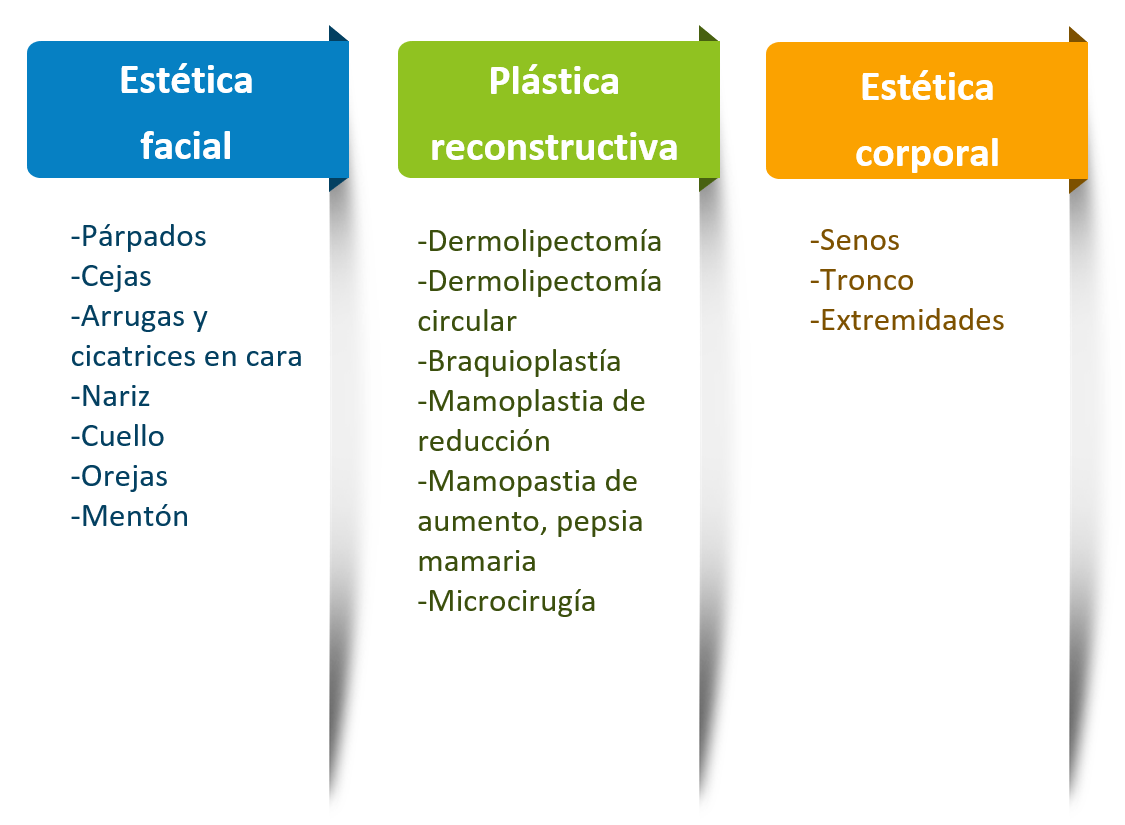 Estética
facial
-Párpados
-Cejas
-Arrugas y
cicatrices en cara
-Nariz
-Cuello
-Orejas
-Mentón
Plástica
reconstructiva
-Dermolipectomía
-Dermolipectomía
circular
-Braquioplastía
-Mamoplastia de
reducción
-Mamopastia de
aumento, pepsia
mamaria
-Microcirugía
Estética
corporal
-Senos
-Tronco
-Extremidades